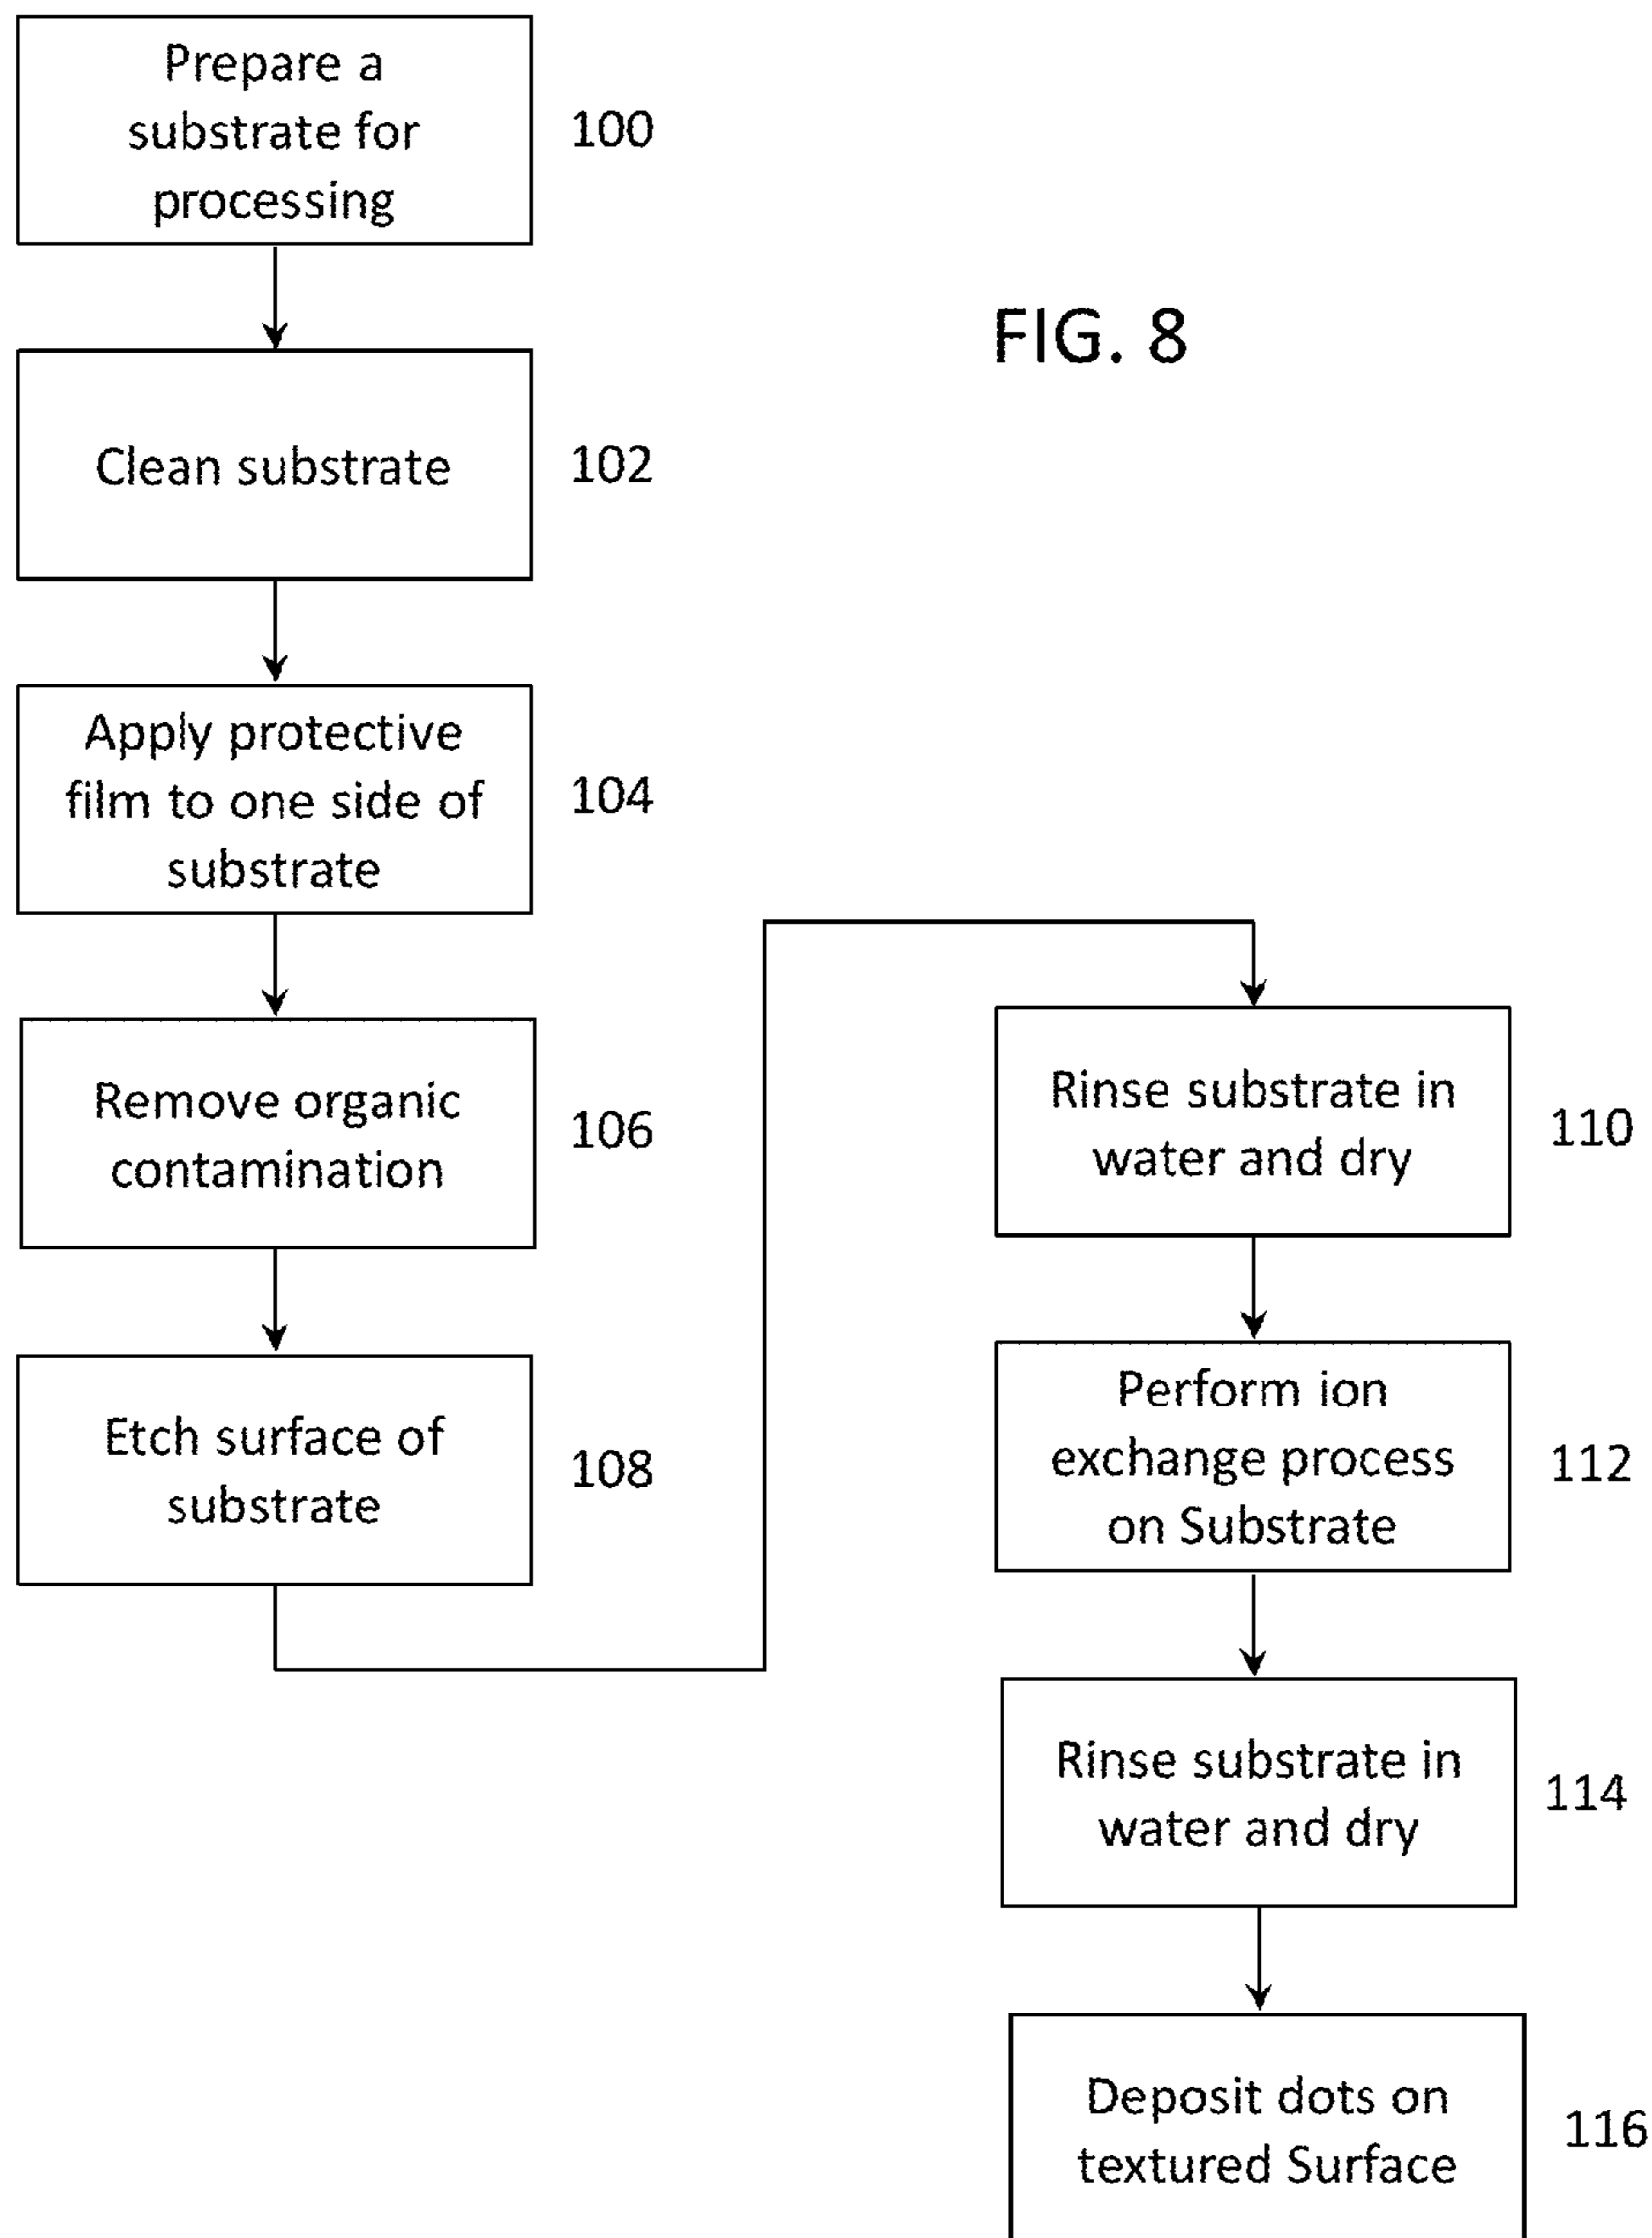 Prepare a
substrate for
processing
100
FIG. 8
Clean substrate
102
Apply protective
film to one side of
substrate
104
Remove organic
contamination
106
Etch surface of
substrate
108
Rinse substrate in
water and dry
110
Perform ion
exchange process
on Substrate
112
Rinse substrate in
water and dry
114
Deposit dots on
textured Surface
116